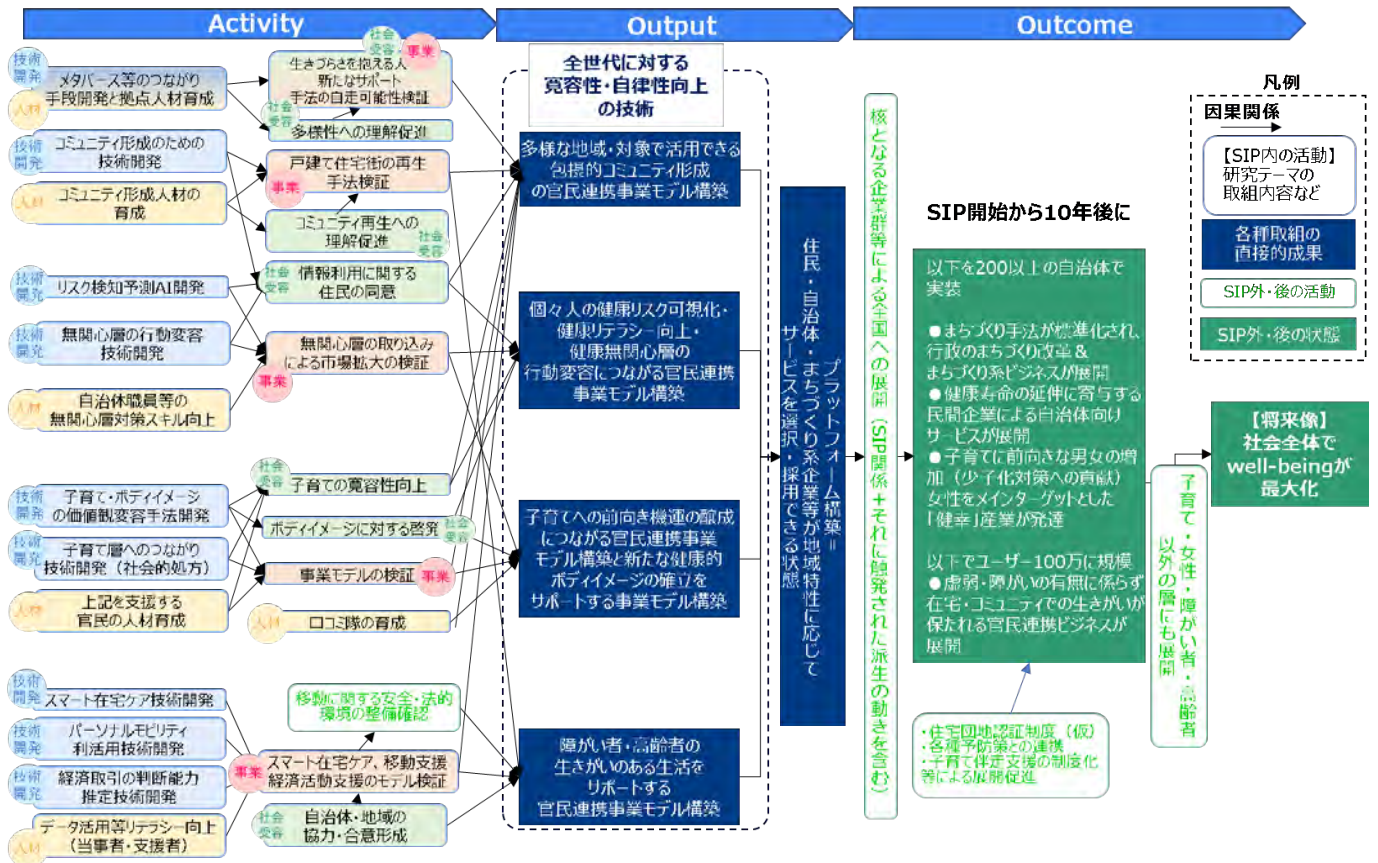 Activity
Output
Outcome
技術
開発
メタバース等のつながり
手段開発と拠点人材育成
人材
技術
開発
コミュニティ形成のための
技術開発
人材
コミュニティ形成人材の
育成
技術
開発
リスク検知予測AI開発
技術
開発
無関心層の行動変容
技術開発
人材
自治体職員等の
無関心層対策スキル向上
技術
開発
子育て・ボディイメージ
の価値観変容手法開発
技術
開発
子育て層へのつながり
技術開発（社会的処方）
人材
上記を支援する
官民の人材育成
技術
開発
スマート在宅ケア技術開発
技術
開発
パーソナルモビリティ
利活用技術開発
技術
開発
経済取引の判断能力
推定技術開発
人材
データ活用等リテラシー向上
（当事者・支援者）
社会
受容
事業
生きづらさを抱える人
新たなサポート
手法の自走可能性検証
社会
受容
多様性への理解促進
戸建て住宅街の再生
手法検証
事業
コミュニティ再生への
理解促進
社会
受容
社会
受容
情報利用に関する
住民の同意
無関心層の取り込み
による市場拡大の検証
事業
社会
受容
子育ての寛容性向上
ボディイメージに対する啓発
社会
受容
事業モデルの検証
事業
人材
口コミ隊の育成
移動に関する安全・法的
環境の整備確認
事業
スマート在宅ケア、移動支援
経済活動支援のモデル検証
社会
受容
自治体・地域の
協力・合意形成
全世代に対する
寛容性・自律性向上
の技術
多様な地域・対象で活用できる
包摂的コミュニティ形成
の官民連携事業モデル構築
個々人の健康リスク可視化・
健康リテラシー向上・
健康無関心層の
行動変容につながる官民連携
事業モデル構築
子育てへの前向き機運の醸成
につながる官民連携事業
モデル構築と新たな健康的
ボディイメージの確立を
サポートする事業モデル構築
障がい者・高齢者の
生きがいのある生活を
サポートする
官民連携事業モデル構築
プラットフォーム構築＝
住民・自治体・まちづくり系企業等が地域特性に応じて
サービスを選択・採用できる状態
核となる企業群等による全国への展開（SIP関係＋それに触発された派生の動きを含む）
SIP開始から10年後に
以下を200以上の自治体で
実装
●まちづくり手法が標準化され、
行政のまちづくり改革＆
まちづくり系ビジネスが展開
●健康寿命の延伸に寄与する
民間企業による自治体向け
サービスが展開
●子育てに前向きな男女の増
加（少子化対策への貢献）
女性をメインターゲットとした
「健幸」産業が発達
以下でユーザー100万に規模
●虚弱・障がいの有無に係らず
在宅・コミュニティでの生きがいが
保たれる官民連携ビジネスが
展開
・住宅団地認証制度（仮）
・各種予防策との連携
・子育て伴走支援の制度化
等による展開促進
子育て・女性・障がい者・高齢者
以外の層にも展開
【将来像】
社会全体で
well-beingが
最大化
凡例
因果関係
【SIP内の活動】
研究テーマの
取組内容など
各種取組の
直接的成果
SIP外・後の活動
SIP外・後の状態